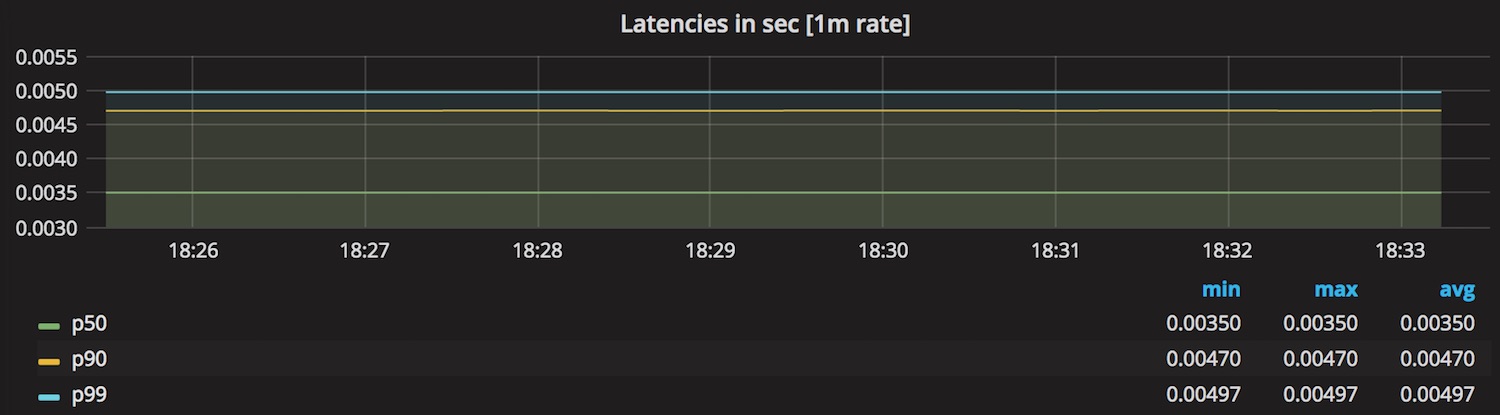 Latencies in sec [1m rate]
0.0055
0.0050
0.0045
0.0040
0.0035
0.0030
18:26 18:27 18:28 18:29 18:30 18:31 18:32 18:33
min max avg
p50 0.00350 0.00350 0.00350
p90 0.00470 0.00470 0.00470
p99 0.00497 0.00497 0.00497